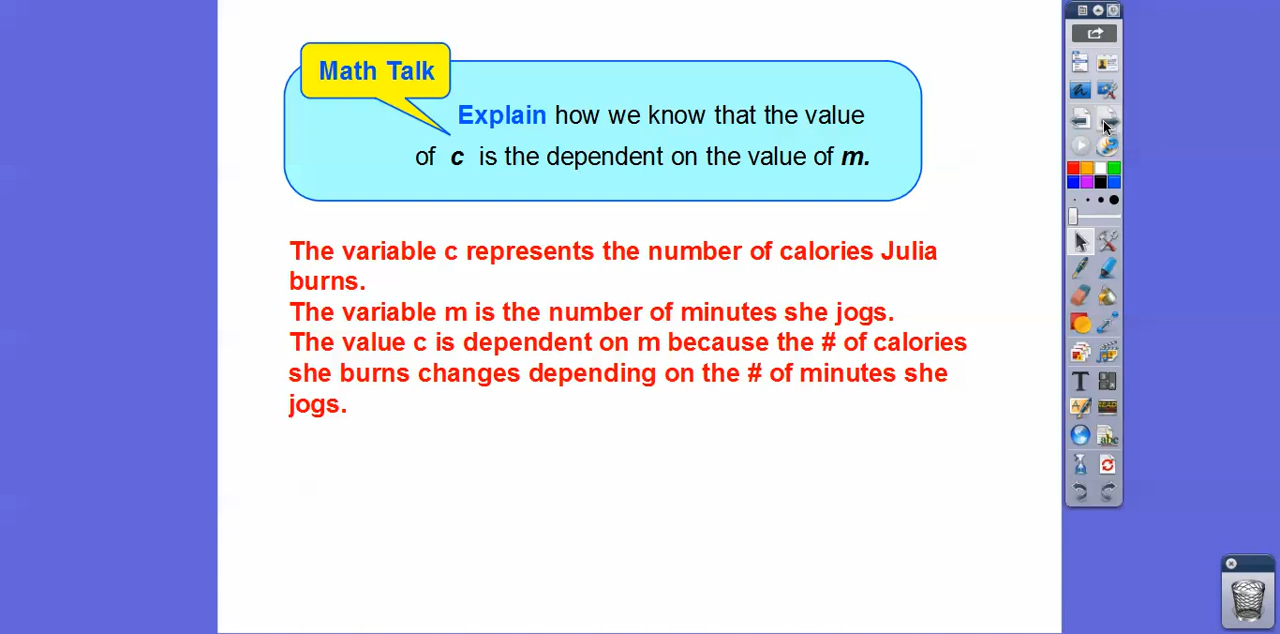 Math Talk
Explain how we know that the value
of c is the dependent on the value of m.
The variable c represents the number of calories Julia
burns.
The variable m is the number of minutes she jogs.
The value c is dependent on m because the # of calories
she burns changes depending on the # of minutes she
jogs.